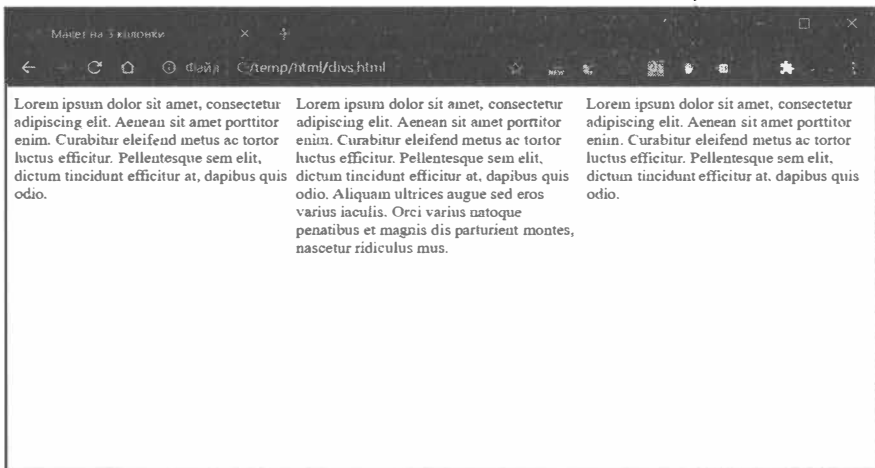 Макет на 3 колонки
Файл C:/temp/html/divs.html
NEW
Lorem ipsum dolor sit amet, consectetur
adipiscing elit. Aenean sit amet porttitor
enim. Curabitur eleifend metus ac tortor
luctus efficitur. Pellentesque sem elit,
dictum tincidunt efficitur at, dapibus quis
odio.
Lorem ipsum dolor sit amet, consectetur
adipiscing elit. Aenean sit amet porttitor
enim. Curabitur eleifend metus ac tortor
luctus efficitur. Pellentesque sem elit,
dictum tincidunt efficitur at, dapibus quis
odio. Aliquam ultrices augue sed eros
varius iaculis. Orci varius natoque
penatibus et magnis dis parturient montes,
nascetur ridiculus mus.
Lorem ipsum dolor sit amet, consectetur
adipiscing elit. Aenean sit amet porttitor
enim. Curabitur eleifend metus ac tortor
luctus efficitur. Pellentesque sem elit,
dictum tincidunt efficitur at, dapibus quis
odio.